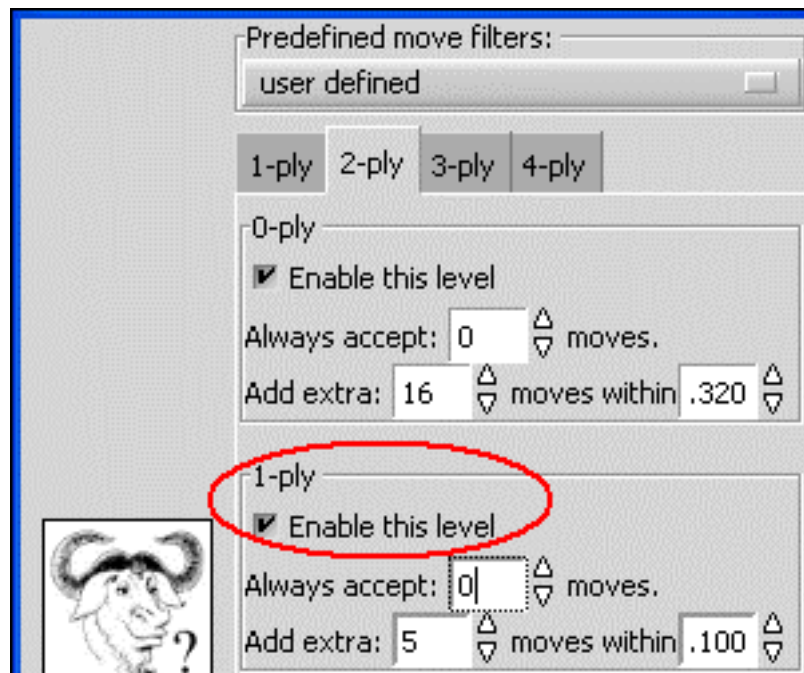 Predefined move filters:
user defined
1-ply 2-ply 3-ply 4-ply
0-ply
Enable this level
Always accept: 0 moves.
Add extra: 16 moves within .320
1-ply
Enable this level
Always accept: 0 moves.
Add extra: 5 moves within .100
?